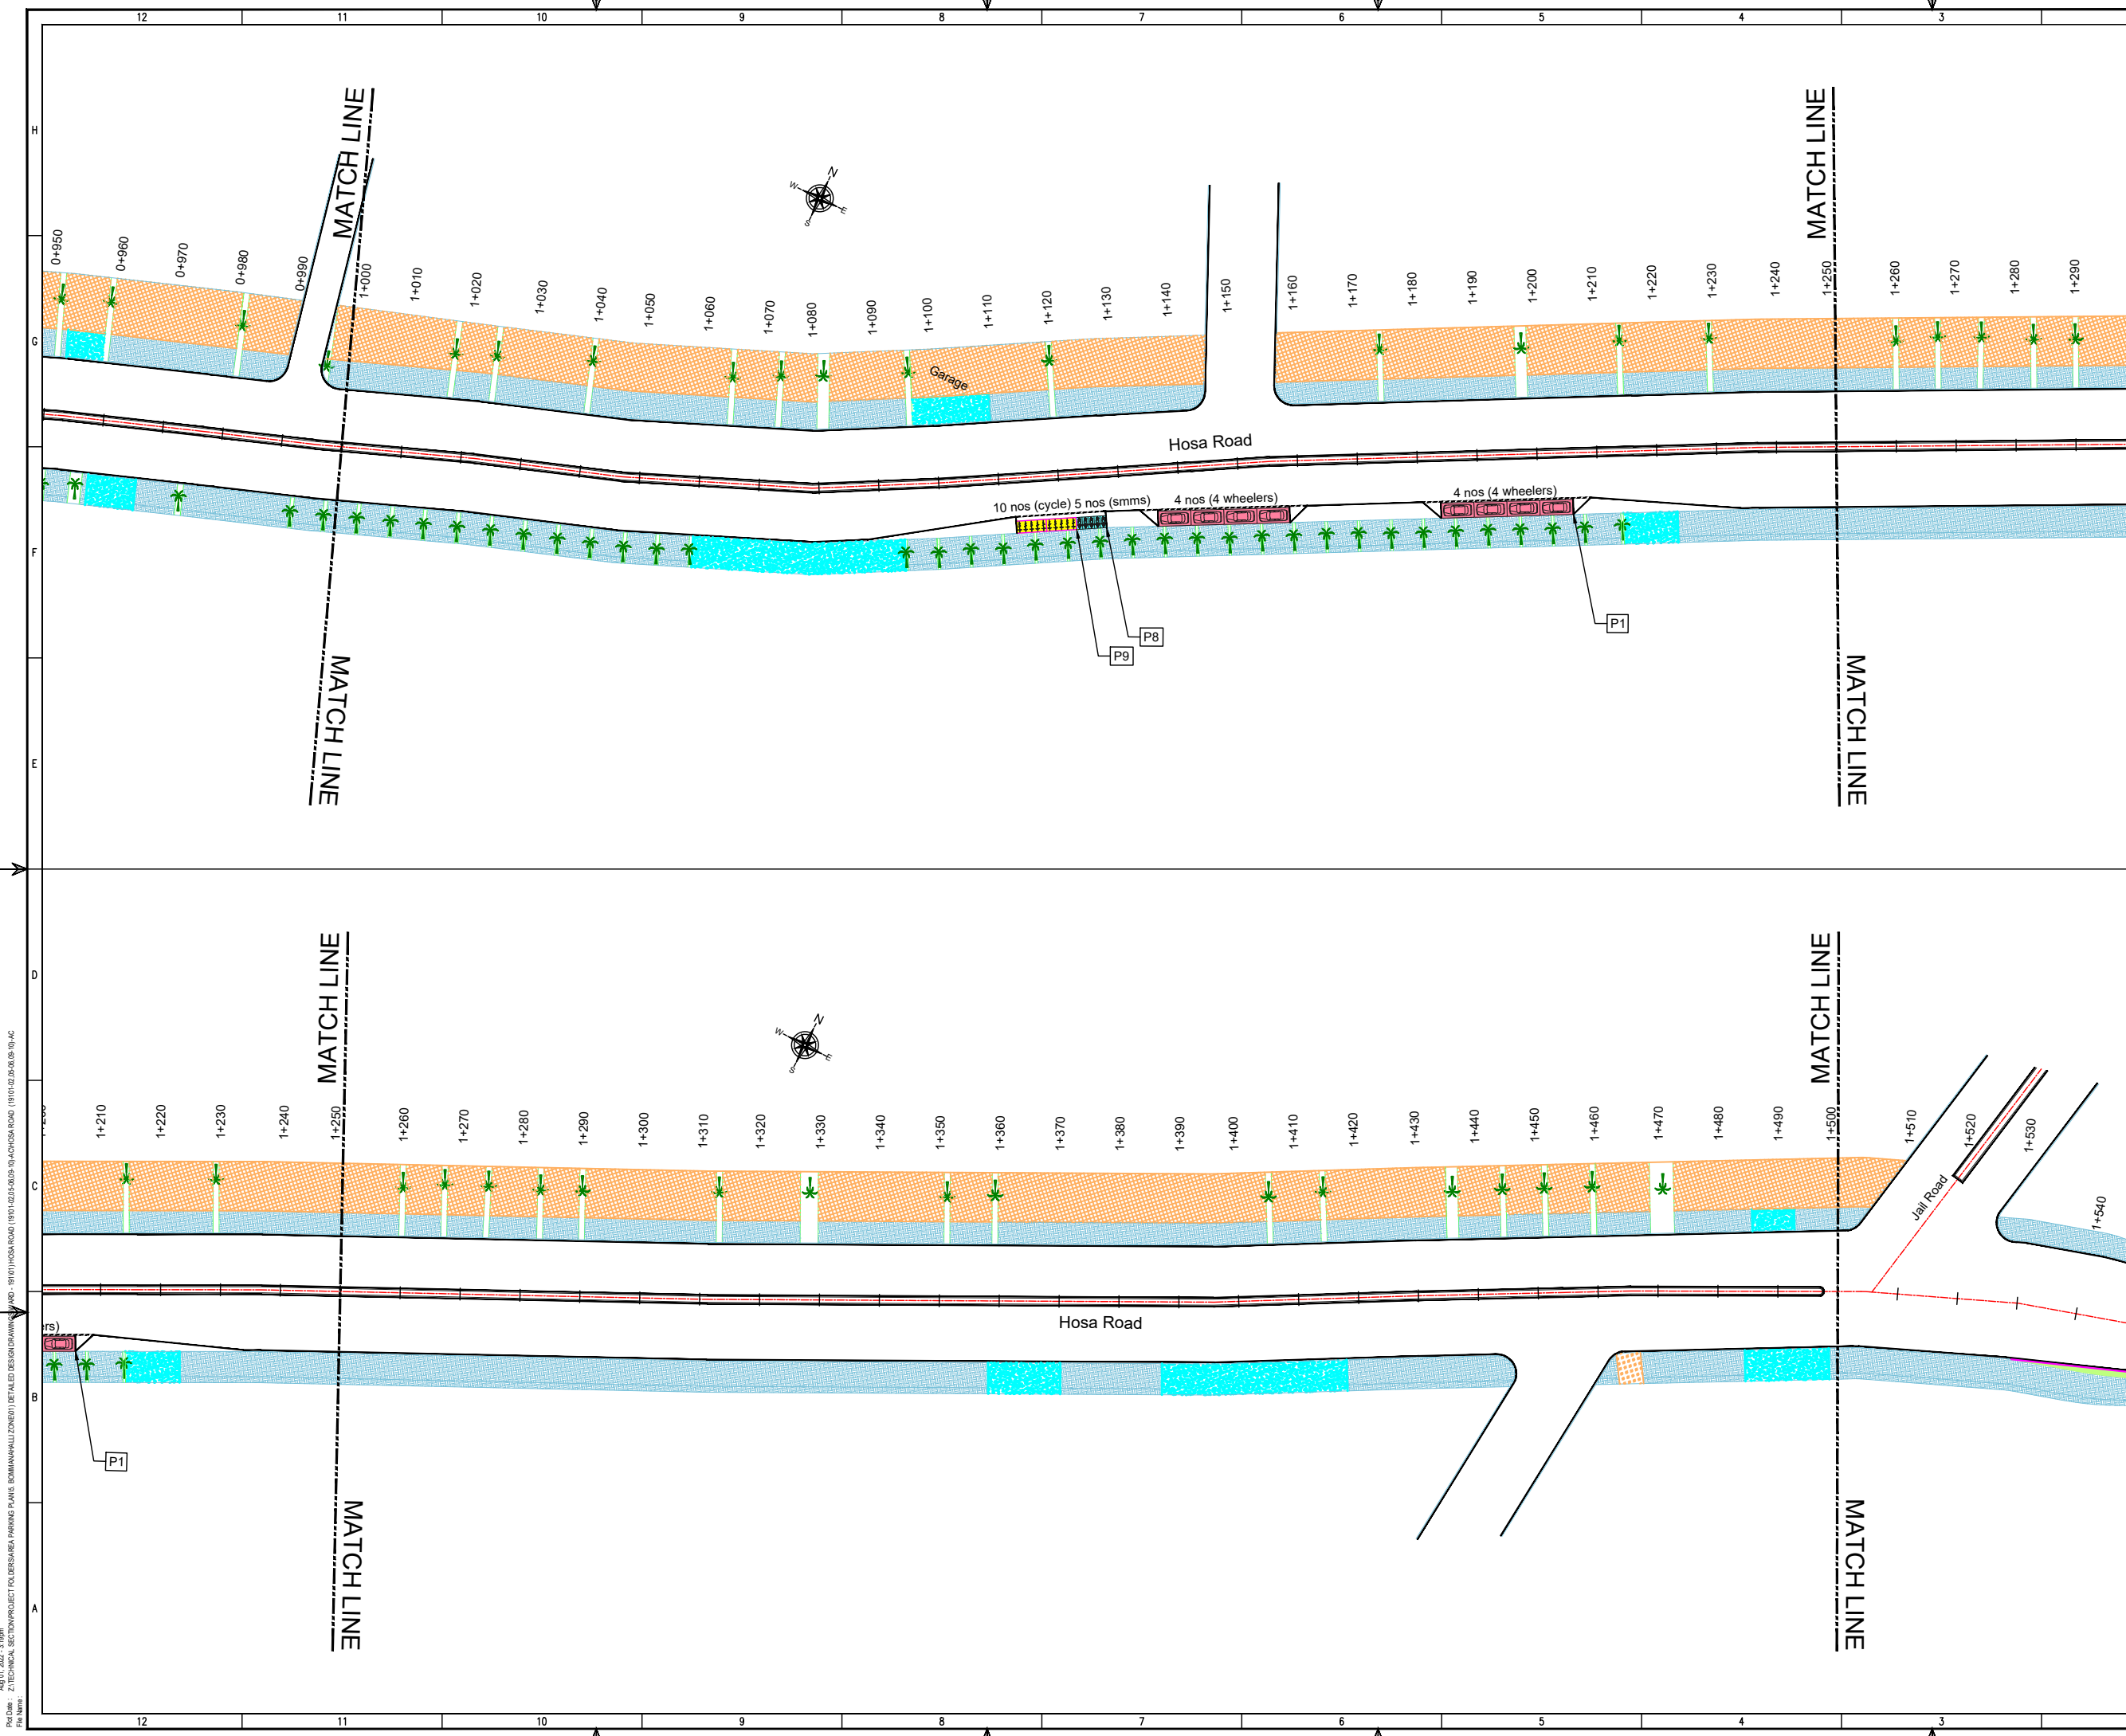 12 11 10 9 8 7 6 5 4 3
MATCH LINE
MATCH LINE
H
N
W
E
S
0+950 0+960 0+970 0+980 0+990 1+000 1+010 1+020 1+030 1+040 1+050 1+060 1+070 1+080 1+090 1+100 1+110 1+120 1+130 1+140 1+150 1+160 1+170 1+180 1+190 1+200 1+210 1+220 1+230 1+240 1+250 1+260 1+270 1+280 1+290
G
Garage
Hosa Road
10 nos (cycle) 5 nos (smms) 4 nos (4 wheelers) 4 nos (4 wheelers)
F
P1
P8
P9
MATCH LINE
MATCH LINE
E
MATCH LINE
MATCH LINE
D
N
W
E
S
1+210 1+220 1+230 1+240 1+250 1+260 1+270 1+280 1+290 1+300 1+310 1+320 1+330 1+340 1+350 1+360 1+370 1+380 1+390 1+400 1+410 1+420 1+430 1+440 1+450 1+460 1+470 1+480 1+490 1+500 1+510 1+520 1+530 1+540
C
Jail Road
Hosa Road
ers)
B
P1
MATCH LINE
MATCH LINE
A
Plot Date :
File Name :
12 11 10 9 8 7 6 5 4 3